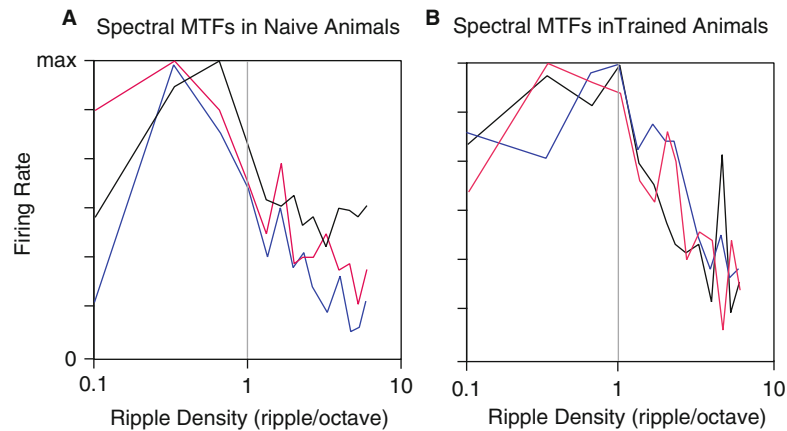 A Spectral MTFs in Naive Animals
max
Firing Rate
0
0.1
1
10
Ripple Density (ripple/octave)
B Spectral MTFs inTrained Animals
0.1
1
10
Ripple Density (ripple/octave)